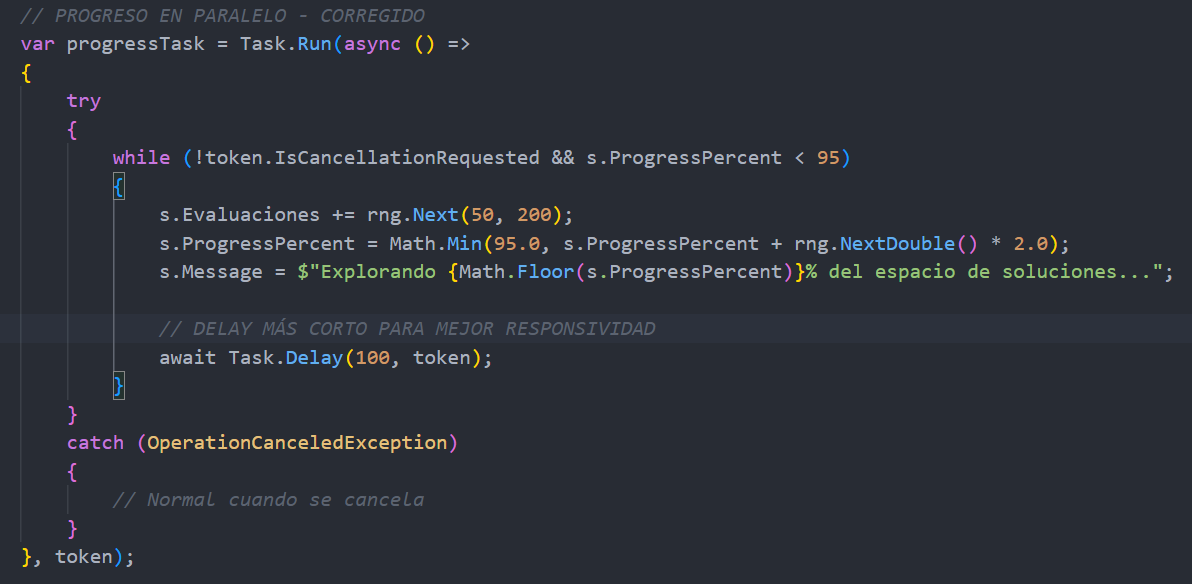 // PROGRESO EN PARALELO - CORREGIDO
var progressTask = Task.Run(async () =>
{
    try
    {
        while (!token.IsCancellationRequested && s.ProgressPercent < 95)
        {
            s.Evaluaciones += rng.Next(50, 200);
            s.ProgressPercent = Math.Min(95.0, s.ProgressPercent + rng.NextDouble() * 2.0);
            s.Message = $"Explorando {Math.Floor(s.ProgressPercent)}% del espacio de soluciones...";

            // DELAY MÁS CORTO PARA MEJOR RESPONSIVIDAD
            await Task.Delay(100, token);
        }
    }
    catch (OperationCanceledException)
    {
        // Normal cuando se cancela
    }
}, token);